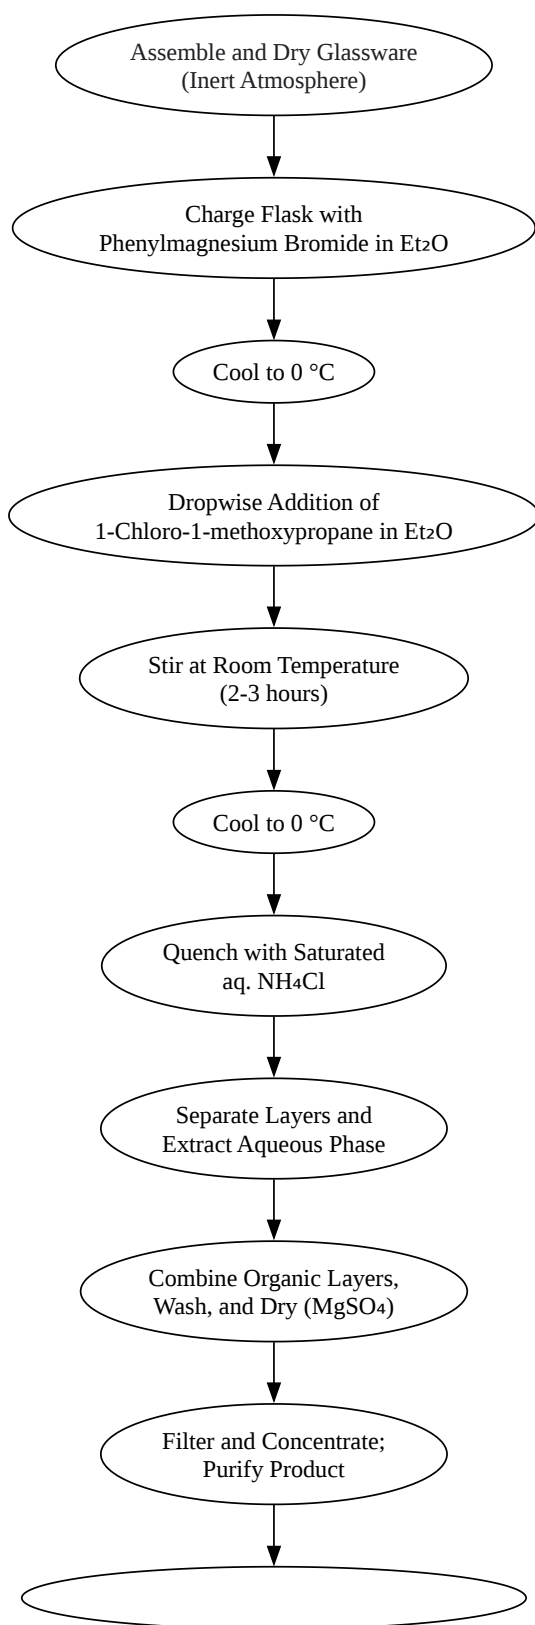 Assemble and Dry Glassware
(Inert Atmosphere)
Charge Flask with
Phenylmagnesium Bromide in Et₂O
Cool to 0 °C
Dropwise Addition of
1-Chloro-1-methoxypropane in Et₂O
Stir at Room Temperature
(2-3 hours)
Cool to 0 °C
Quench with Saturated
aq. NH₄Cl
Separate Layers and
Extract Aqueous Phase
Combine Organic Layers,
Wash, and Dry (MgSO₄)
Filter and Concentrate;
Purify Product